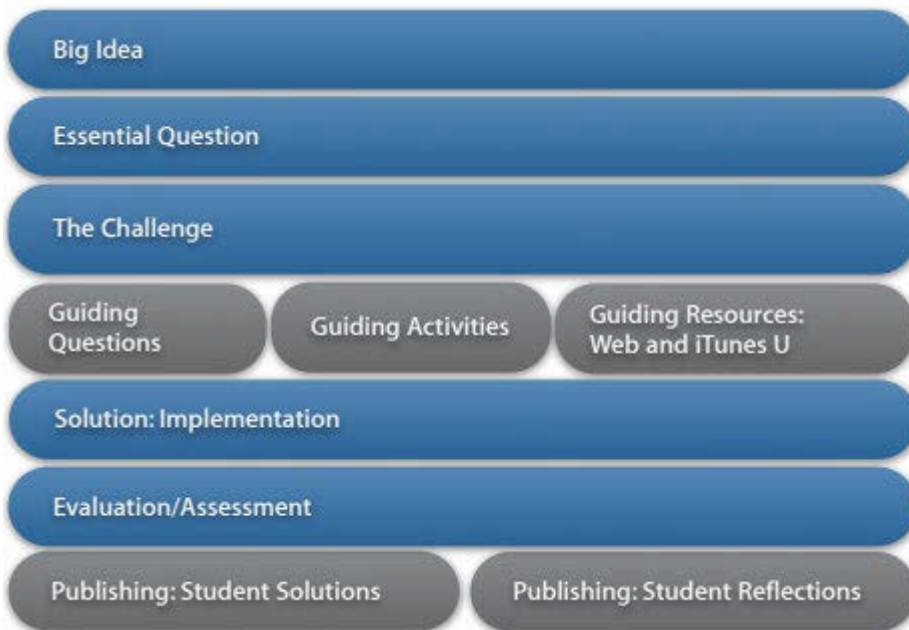 Big Idea
Essential Question
The Challenge
Guiding
Questions
Guiding Activities
Guiding Resources:
Web and iTunes U
Solution: Implementation
Evaluation/Assessment
Publishing: Student Solutions
Publishing: Student Reflections